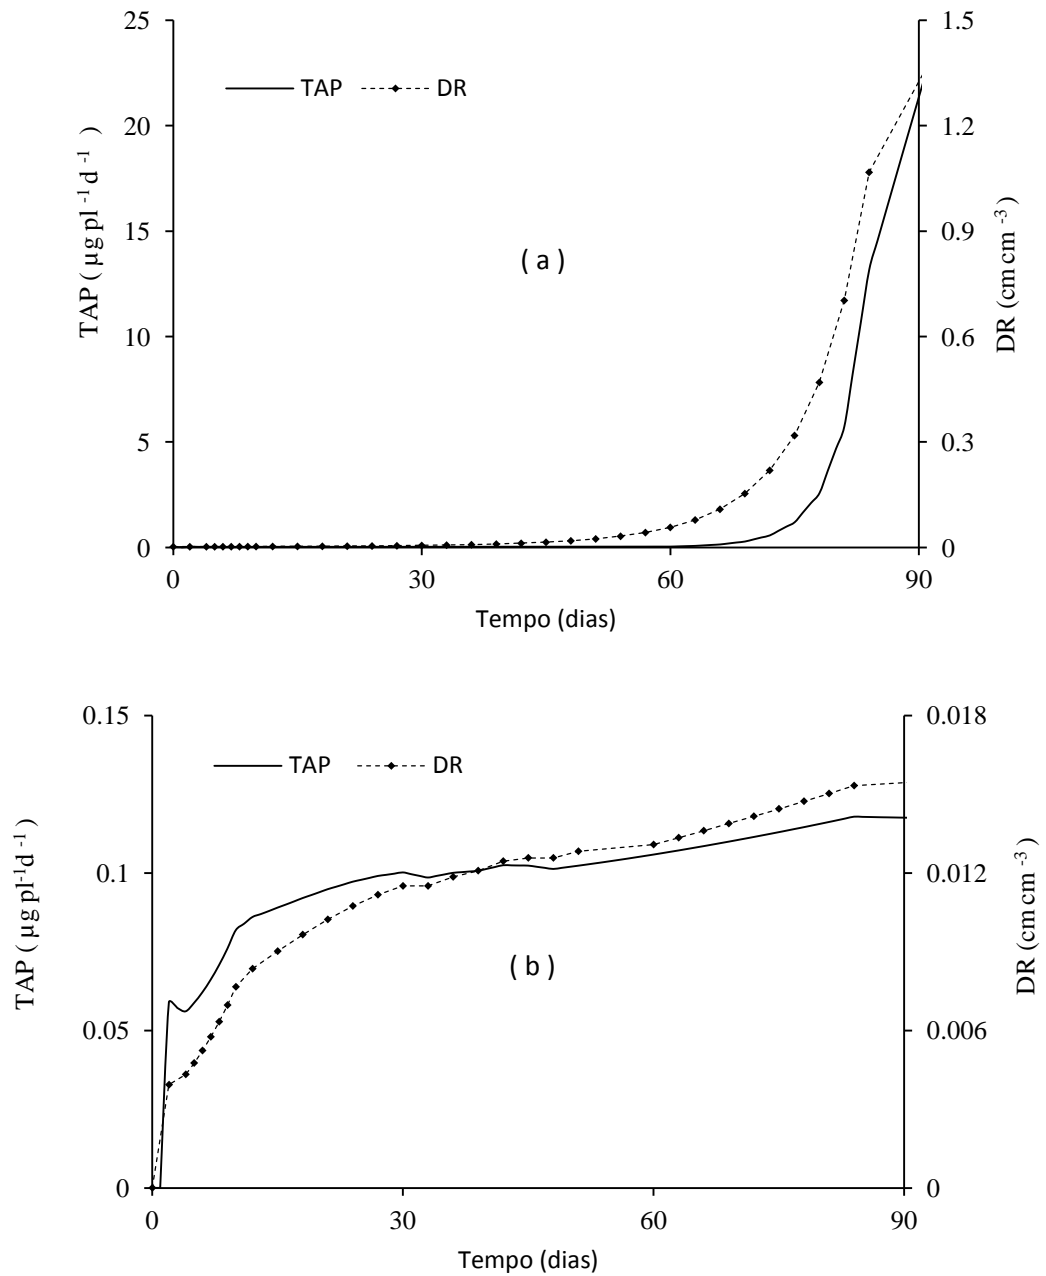 25
20
15
10
5
0
TAP ( µg pl -1 d -1 )
TAP DR
( a )
1.5
1.2
0.9
0.6
0.3
0
DR (cm cm -3 )
0 30 60 90
Tempo (dias)
0.15
0.1
0.05
0
TAP ( µg pl-1d -1 )
TAP DR
( b )
0.018
0.012
0.006
0
DR (cm cm -3 )
0 30 60 90
Tempo (dias)